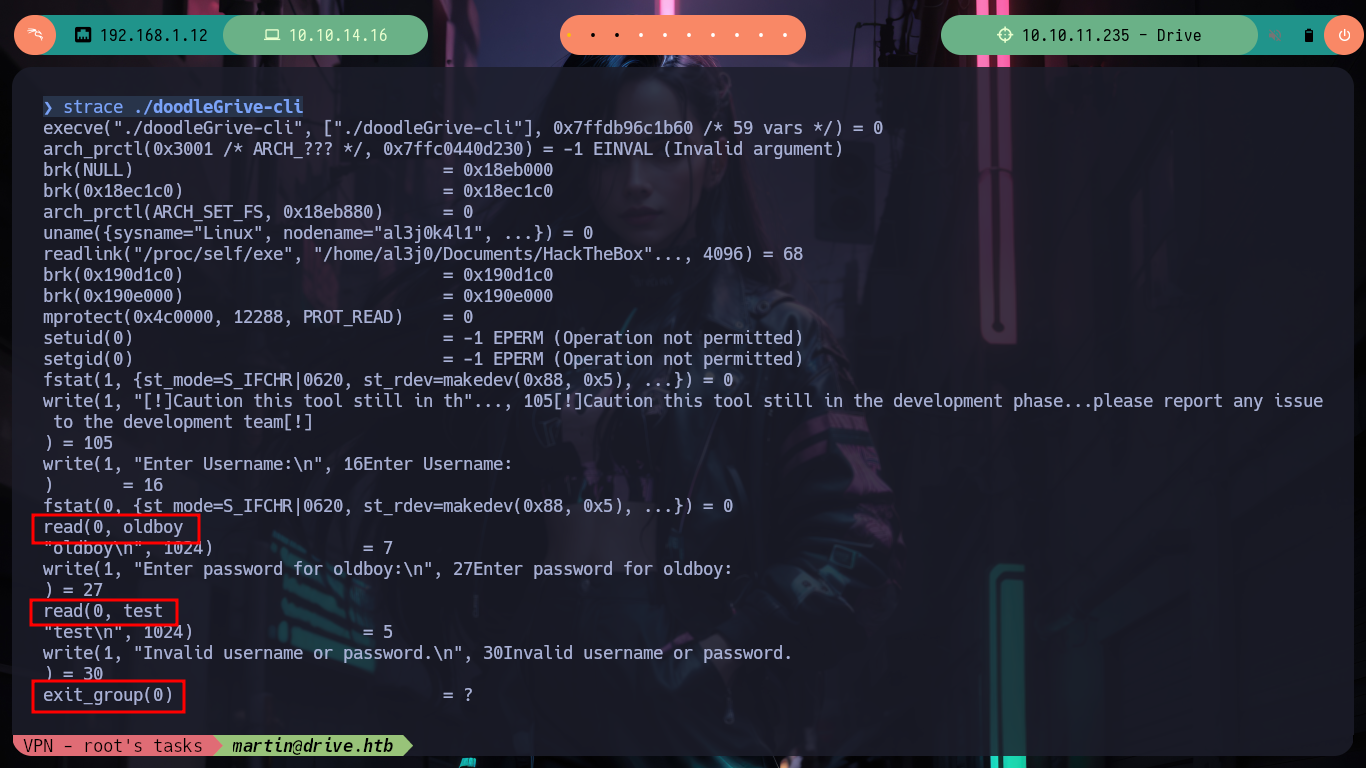 192.168.1.12 10.10.14.16 10.10.11.235 - Drive
❯ strace ./doodleGrive-cli
execve("./doodleGrive-cli", ["./doodleGrive-cli"], 0x7ffdb96c1b60 /* 59 vars */) = 0
arch_prctl(0x3001 /* ARCH_??? */, 0x7ffc0440d230) = -1 EINVAL (Invalid argument)
brk(NULL)                               = 0x18eb000
brk(0x18ec1c0)                          = 0x18ec1c0
arch_prctl(ARCH_SET_FS, 0x18eb880)      = 0
uname({sysname="Linux", nodename="al3j0k4l1", ...}) = 0
readlink("/proc/self/exe", "/home/al3j0/Documents/HackTheBox"..., 4096) = 68
brk(0x190d1c0)                          = 0x190d1c0
brk(0x190e000)                          = 0x190e000
mprotect(0x4c0000, 12288, PROT_READ)    = 0
setuid(0)                               = -1 EPERM (Operation not permitted)
setgid(0)                               = -1 EPERM (Operation not permitted)
fstat(1, {st_mode=S_IFCHR|0620, st_rdev=makedev(0x88, 0x5), ...}) = 0
write(1, "[!]Caution this tool still in th"..., 105[!]Caution this tool still in the development phase...please report any issue
 to the development team[!]
) = 105
write(1, "Enter Username:\n", 16Enter Username:
)       = 16
fstat(0, {st_mode=S_IFCHR|0620, st_rdev=makedev(0x88, 0x5), ...}) = 0
read(0, oldboy
"oldboy\n", 1024)               = 7
write(1, "Enter password for oldboy:\n", 27Enter password for oldboy:
) = 27
read(0, test
"test\n", 1024)                 = 5
write(1, "Invalid username or password.\n", 30Invalid username or password.
) = 30
exit_group(0)                           = ?
VPN - root's tasks martin@drive.htb